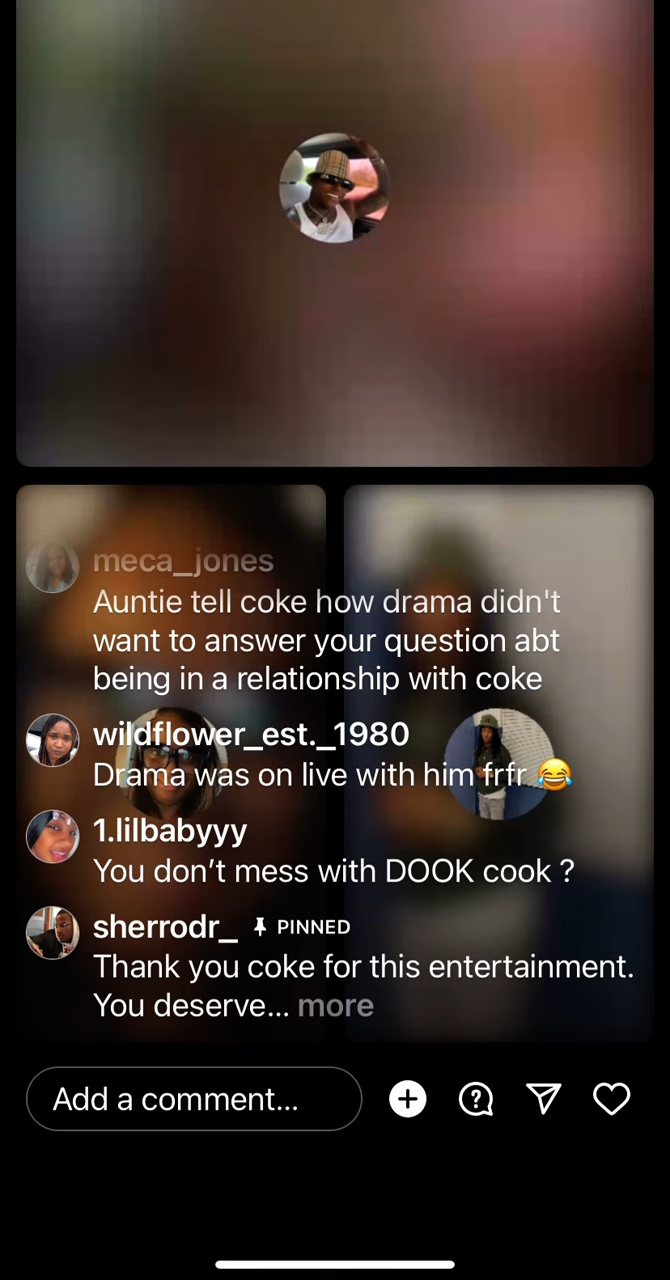 meca_jones
Auntie tell coke how drama didn't
want to answer your question abt
being in a relationship with coke
wildflower_est._1980
Drama was on live with him frfr 😂
1.lilbabyyy
You don’t mess with DOOK cook ?
sherrodr_ PINNED
Thank you coke for this entertainment.
You deserve... more
Add a comment...